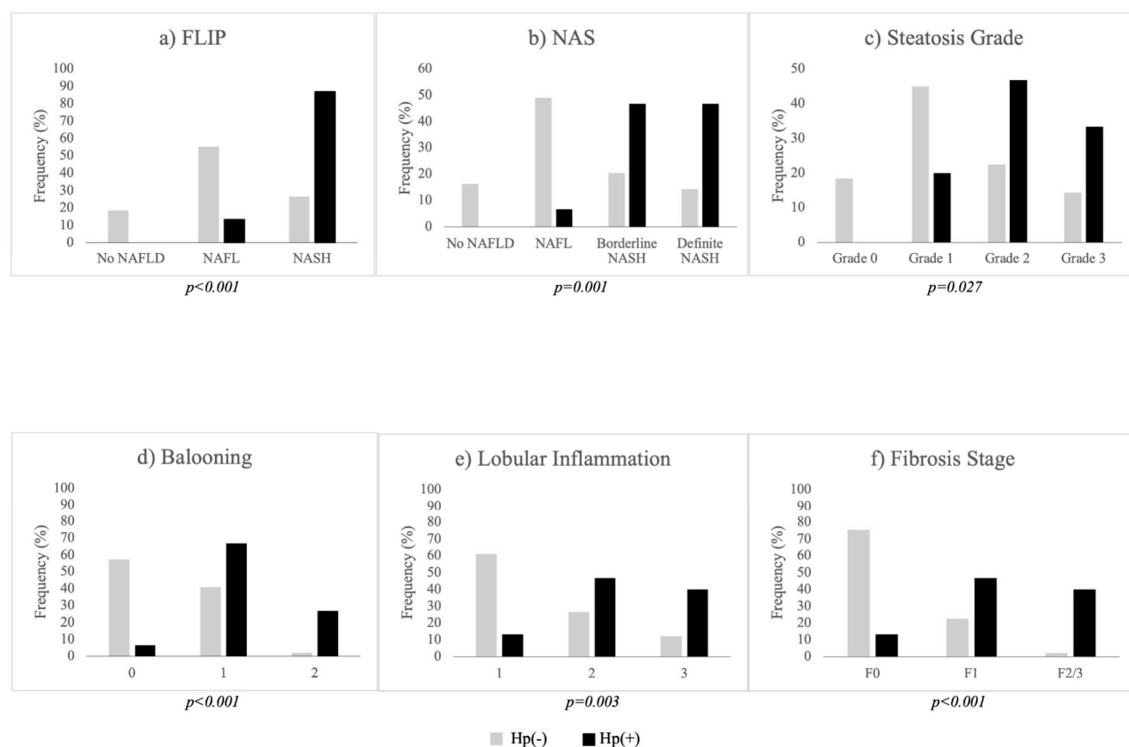 a) FLIP
Frequency (%)
100
90
80
70
60
50
40
30
20
10
0
No NAFLD NAFL NASH
p<0.001
b) NAS
Frequency (%)
60
50
40
30
20
10
0
No NAFLD NAFL Borderline Definite
NASH NASH
p=0.001
c) Steatosis Grade
Frequency (%)
50
40
30
20
10
0
Grade 0 Grade 1 Grade 2 Grade 3
p=0.027
d) Balooning
Frequency (%)
100
90
80
70
60
50
40
30
20
10
0
0 1 2
p<0.001
e) Lobular Inflammation
Frequency (%)
100
90
80
70
60
50
40
30
20
10
0
1 2 3
p=0.003
f) Fibrosis Stage
Frequency (%)
100
90
80
70
60
50
40
30
20
10
0
F0 F1 F2/3
p<0.001
Hp(-) Hp(+)